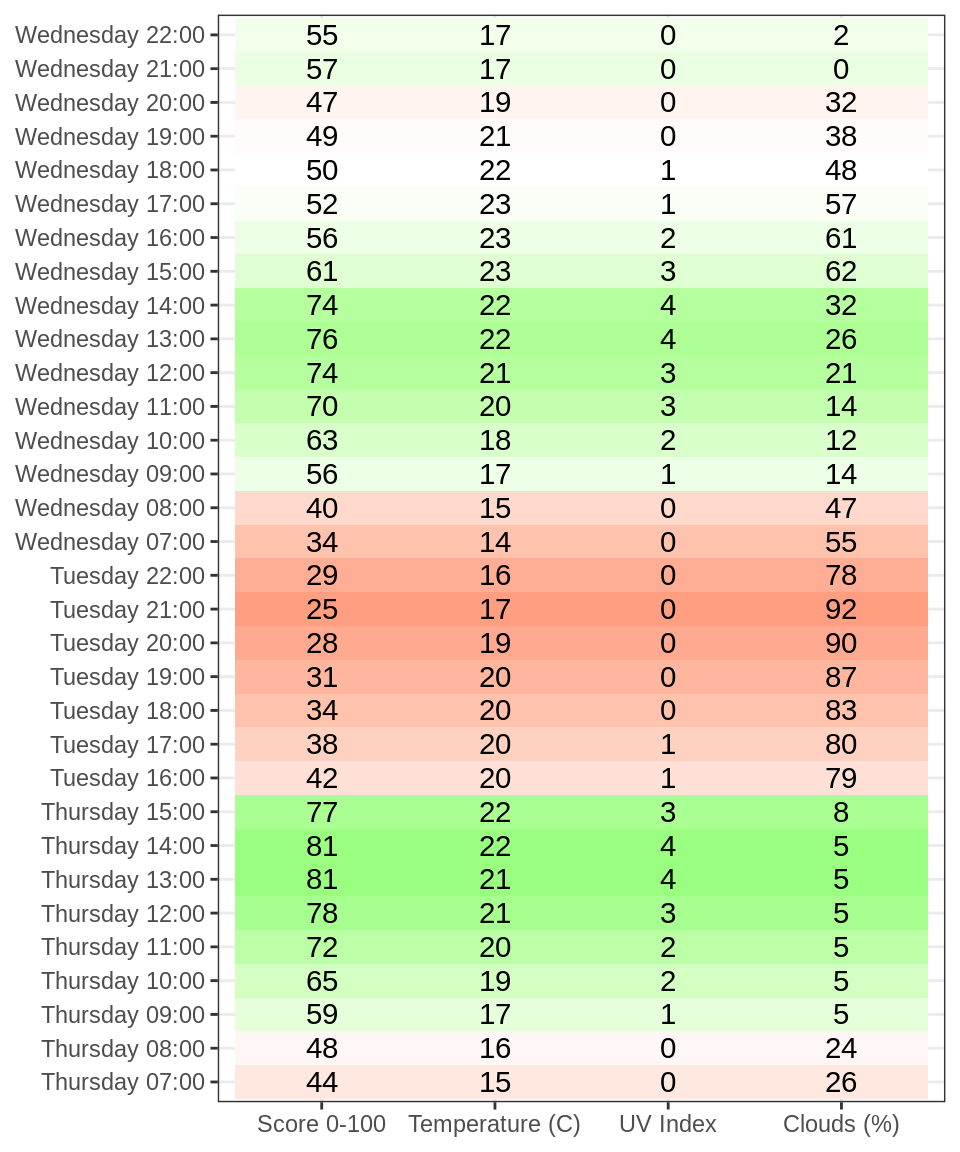 Wednesday 22:00 55 17 0 2
Wednesday 21:00 57 17 0 0
Wednesday 20:00 47 19 0 32
Wednesday 19:00 49 21 0 38
Wednesday 18:00 50 22 1 48
Wednesday 17:00 52 23 1 57
Wednesday 16:00 56 23 2 61
Wednesday 15:00 61 23 3 62
Wednesday 14:00 74 22 4 32
Wednesday 13:00 76 22 4 26
Wednesday 12:00 74 21 3 21
Wednesday 11:00 70 20 3 14
Wednesday 10:00 63 18 2 12
Wednesday 09:00 56 17 1 14
Wednesday 08:00 40 15 0 47
Wednesday 07:00 34 14 0 55
Tuesday 22:00 29 16 0 78
Tuesday 21:00 25 17 0 92
Tuesday 20:00 28 19 0 90
Tuesday 19:00 31 20 0 87
Tuesday 18:00 34 20 0 83
Tuesday 17:00 38 20 1 80
Tuesday 16:00 42 20 1 79
Thursday 15:00 77 22 3 8
Thursday 14:00 81 22 4 5
Thursday 13:00 81 21 4 5
Thursday 12:00 78 21 3 5
Thursday 11:00 72 20 2 5
Thursday 10:00 65 19 2 5
Thursday 09:00 59 17 1 5
Thursday 08:00 48 16 0 24
Thursday 07:00 44 15 0 26
Score 0-100 Temperature (C) UV Index Clouds (%)